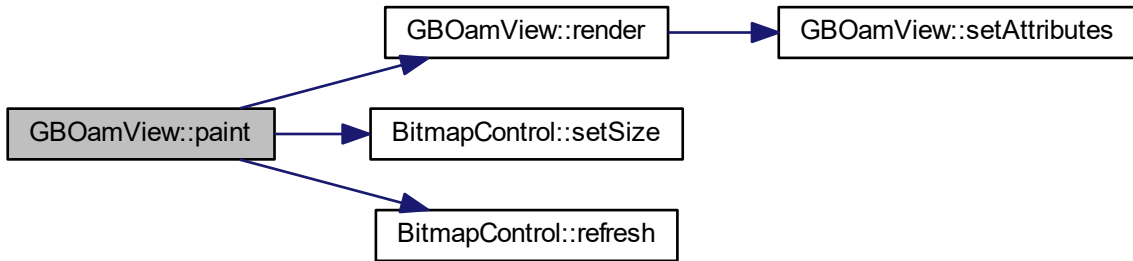 GBOamView::render
GBOamView::setAttributes
GBOamView::paint
BitmapControl::setSize
BitmapControl::refresh